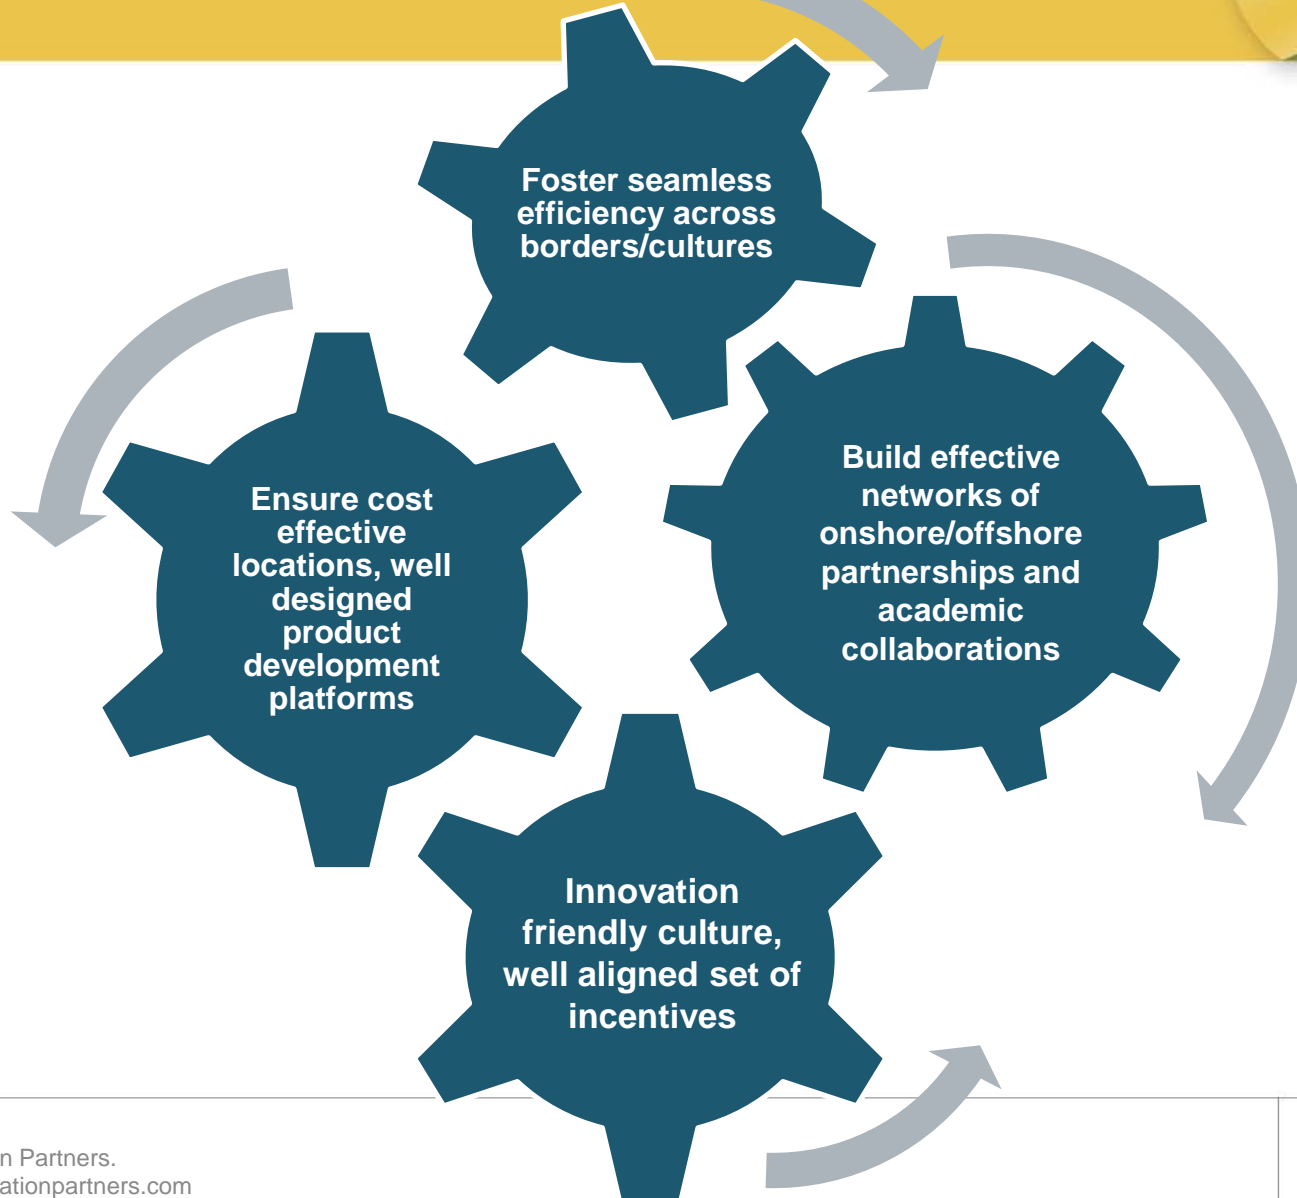 Foster seamless
efficiency across
borders/cultures
Ensure cost
effective
locations, well
designed
product
development
platforms
Build effective
networks of
onshore/offshore
partnerships and
academic
collaborations
Innovation
friendly culture,
well aligned set of
incentives
n Partners.
ationpartners.com